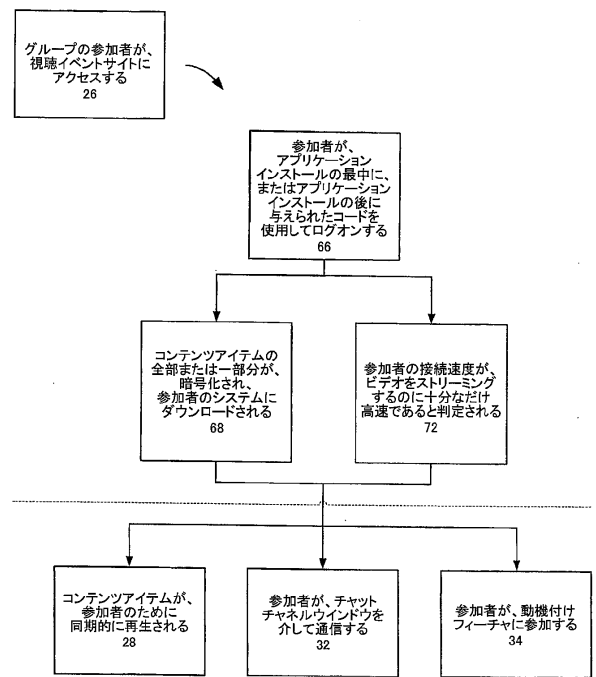 グループの参加者が、
視聴イベントサイトに
アクセスする
26
参加者が、
アプリケーション
インストールの最中に、
またはアプリケーション
インストールの後に
与えられたコードを
使用してログオンする
66
コンテンツアイテムの
全部または一部分が、
暗号化され、
参加者のシステムに
ダウンロードされる
68
参加者の接続速度が、
ビデオをストリーミング
するのに十分なだけ
高速であると判定される
72
コンテンツアイテムが、
参加者のために
同期的に再生される
28
参加者が、チャット
チャネルウインドウを
介して通信する
32
参加者が、動機付け
フィーチャに参加する
34